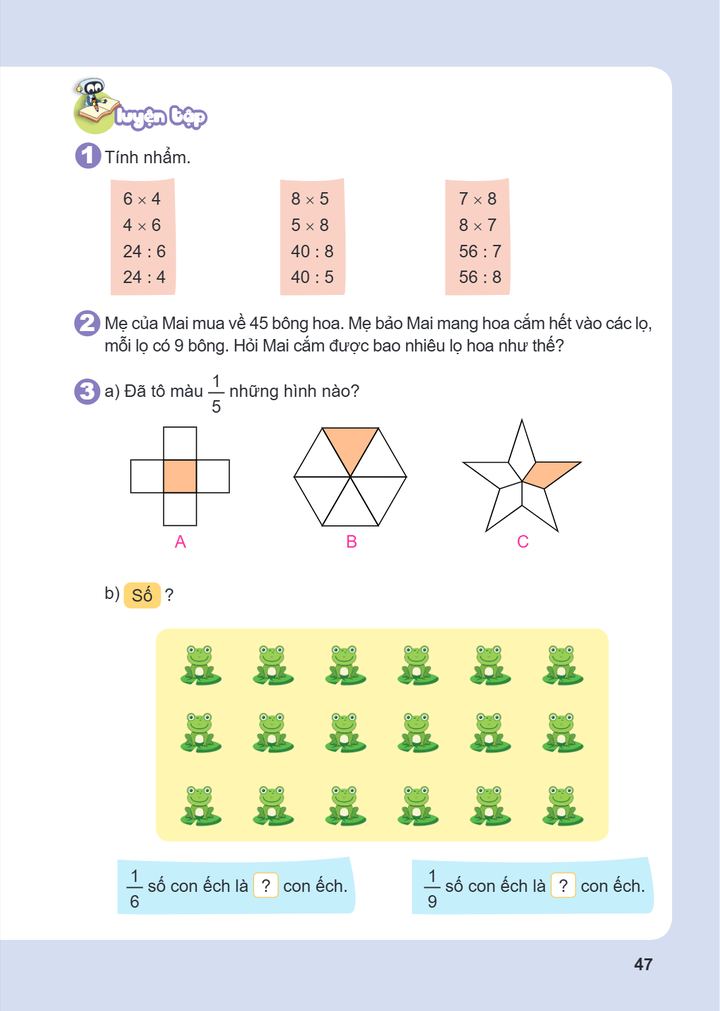 luyện tập
1 Tính nhẩm.
6 × 4 8 × 5 7 × 8
4 × 6 5 × 8 8 × 7
24 : 6 40 : 8 56 : 7
24 : 4 40 : 5 56 : 8
2 Mẹ của Mai mua về 45 bông hoa. Mẹ bảo Mai mang hoa cắm hết vào các lọ,
mỗi lọ có 9 bông. Hỏi Mai cắm được bao nhiêu lọ hoa như thế?
3 a) Đã tô màu 1/5 những hình nào?
A B C
b) Số ?
1/6 số con ếch là ? con ếch. 1/9 số con ếch là ? con ếch.
47